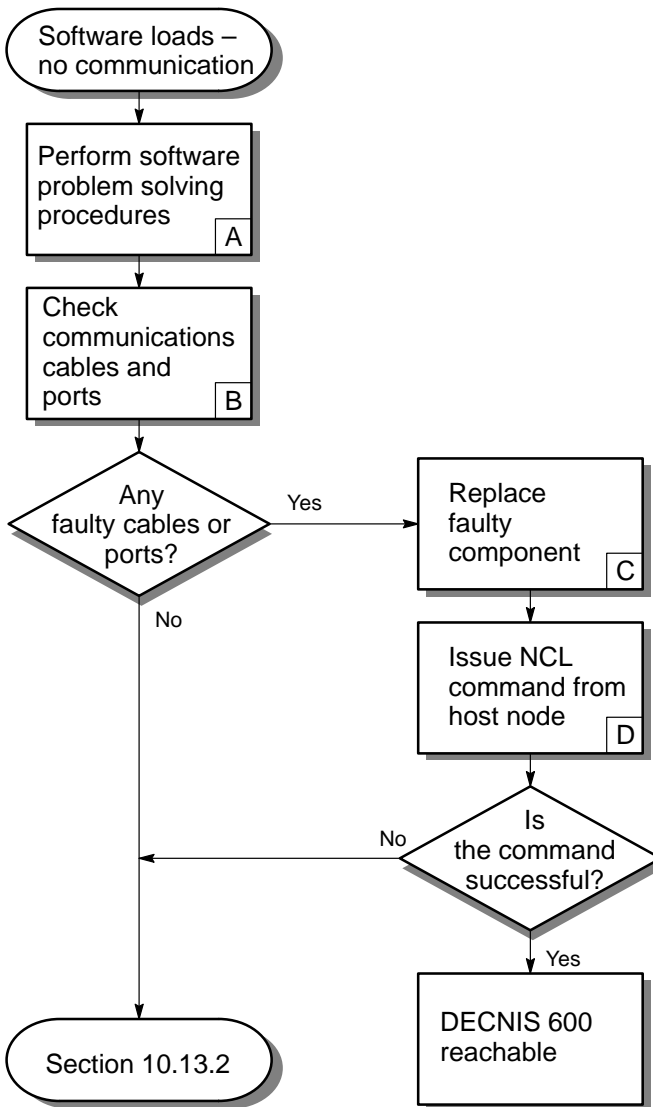 Software loads –
no communication
Perform software
problem solving
procedures
A
Check
communications
cables and
ports
B
Any
faulty cables or
ports?
Yes
No
Replace
faulty
component
C
Issue NCL
command from
host node
D
Is
the command
successful?
No
Yes
DECNIS 600
reachable
Section 10.13.2